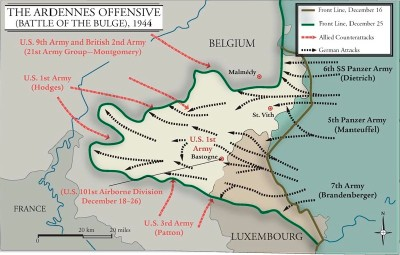 THE ARDENNES OFFENSIVE
(BATTLE OF THE BULGE), 1944
Front Line, December 16
Front Line, December 25
Allied Counterattacks
German Attacks
U.S. 9th Army and British 2nd Army
(21st Army Group—Montgomery)
BELGIUM
Malmédy
6th SS Panzer Army
(Dietrich)
U.S. 1st Army
(Hodges)
St. Vith
5th Panzer Army
(Manteuffel)
U.S. 1st
Army
Bastogne
(U.S. 101st Airborne Division
December 18–26)
7th Army
(Brandenberger)
FRANCE
U.S. 3rd Army
(Patton)
LUXEMBOURG
20 km
20 miles